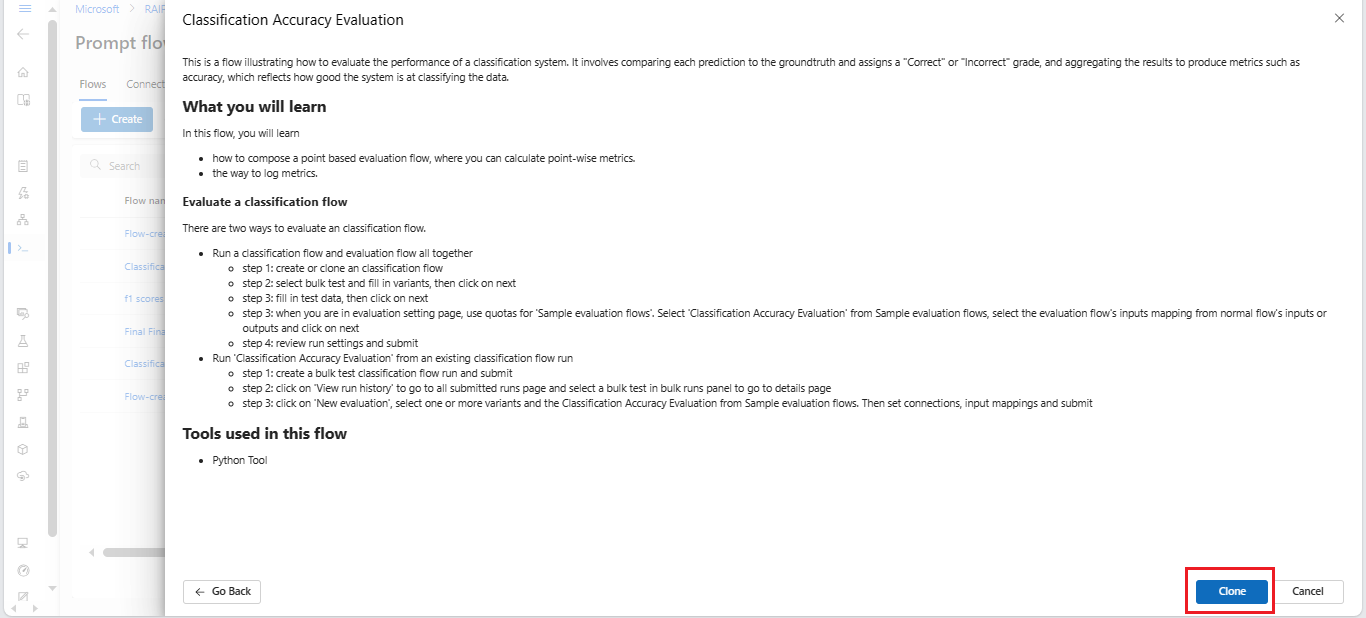 Microsoft > RAIF
Prompt flo
Flows Connect
+ Create
Search
Flow nam
Flow-crea
Classifica
f1 scores
Final Fina
Classifica
Flow-crea
Classification Accuracy Evaluation
This is a flow illustrating how to evaluate the performance of a classification system. It involves comparing each prediction to the groundtruth and assigns a "Correct" or "Incorrect" grade, and aggregating the results to produce metrics such as
accuracy, which reflects how good the system is at classifying the data.
What you will learn
In this flow, you will learn
• how to compose a point based evaluation flow, where you can calculate point-wise metrics.
• the way to log metrics.
Evaluate a classification flow
There are two ways to evaluate an classification flow.
• Run a classification flow and evaluation flow all together
◦ step 1: create or clone an classification flow
◦ step 2: select bulk test and fill in variants, then click on next
◦ step 3: fill in test data, then click on next
◦ step 3: when you are in evaluation setting page, use quotas for 'Sample evaluation flows'. Select 'Classification Accuracy Evaluation' from Sample evaluation flows, select the evaluation flow's inputs mapping from normal flow's inputs or
outputs and click on next
◦ step 4: review run settings and submit
• Run 'Classification Accuracy Evaluation' from an existing classification flow run
◦ step 1: create a bulk test classification flow run and submit
◦ step 2: click on 'View run history' to go to all submitted runs page and select a bulk test in bulk runs panel to go to details page
◦ step 3: click on 'New evaluation', select one or more variants and the Classification Accuracy Evaluation from Sample evaluation flows. Then set connections, input mappings and submit
Tools used in this flow
• Python Tool
Go Back
Clone
Cancel